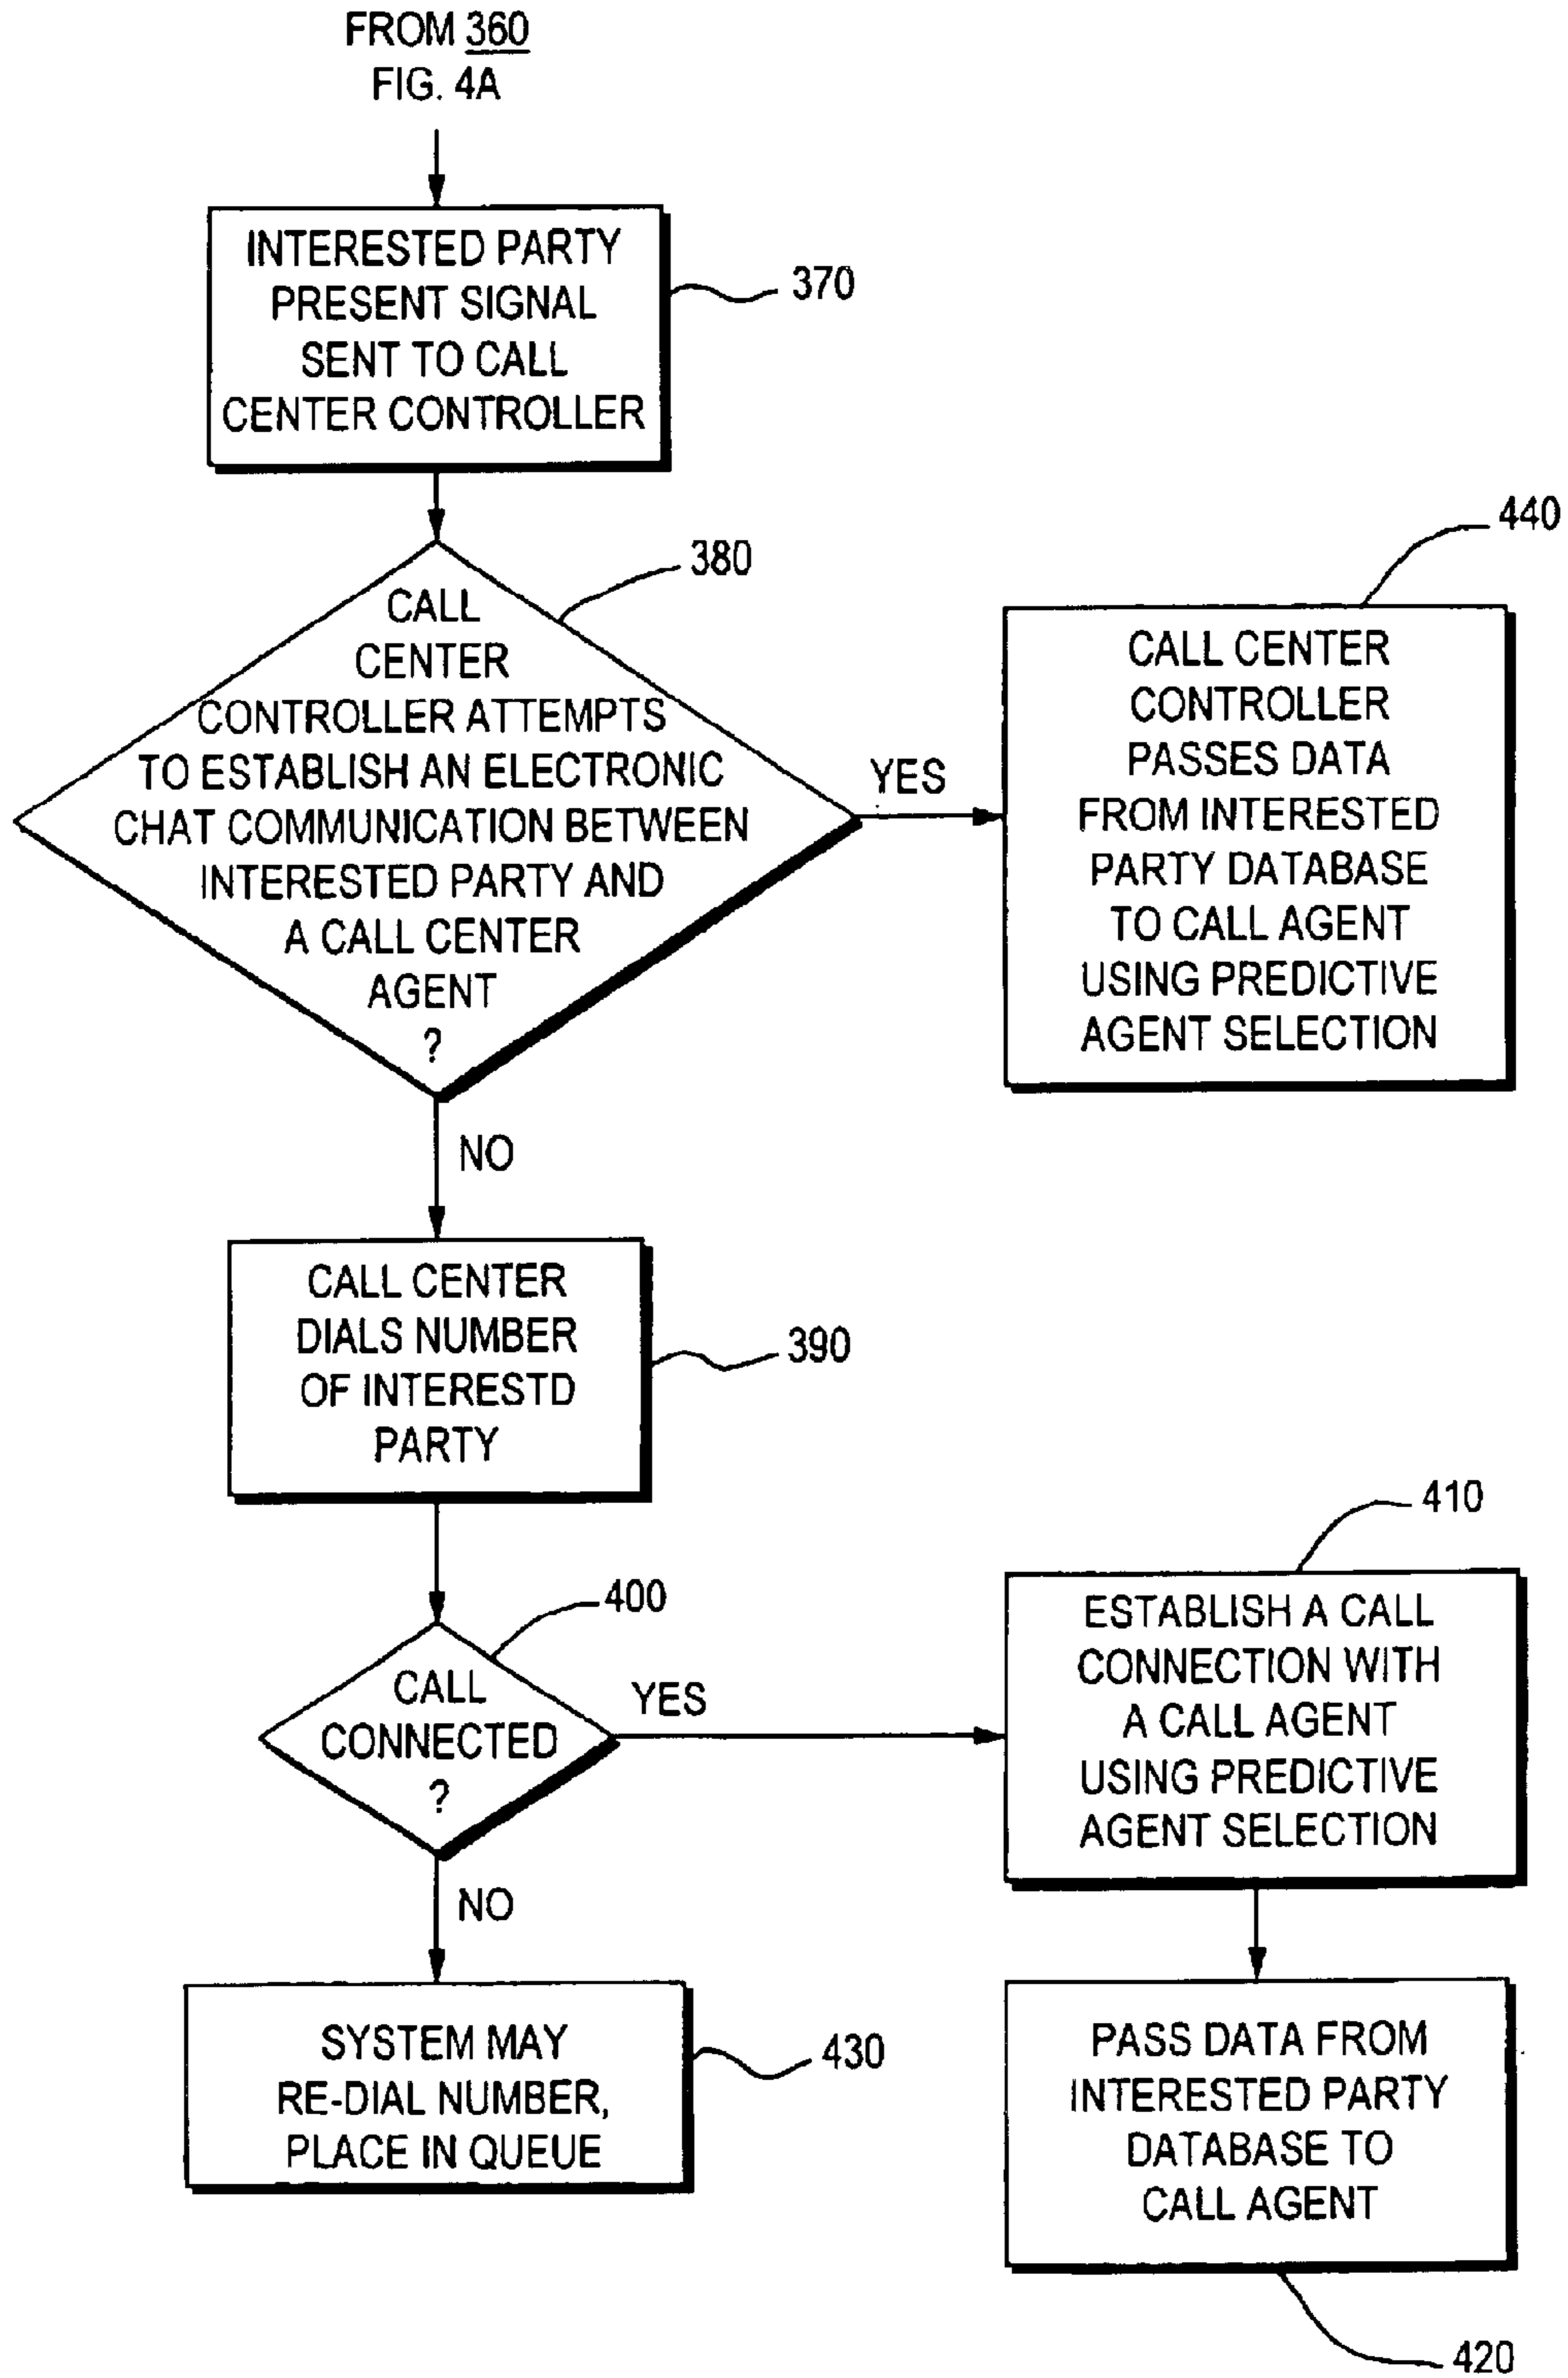 FROM 360
FIG. 4A
INTERESTED PARTY
PRESENT SIGNAL
SENT TO CALL
CENTER CONTROLLER
370
CALL
CENTER
CONTROLLER ATTEMPTS
TO ESTABLISH AN ELECTRONIC
CHAT COMMUNICATION BETWEEN
INTERESTED PARTY AND
A CALL CENTER
AGENT
?
380
YES
440
CALL CENTER
CONTROLLER
PASSES DATA
FROM INTERESTED
PARTY DATABASE
TO CALL AGENT
USING PREDICTIVE
AGENT SELECTION
NO
CALL CENTER
DIALS NUMBER
OF INTERESTD
PARTY
390
400
CALL
CONNECTED
?
YES
410
ESTABLISH A CALL
CONNECTION WITH
A CALL AGENT
USING PREDICTIVE
AGENT SELECTION
NO
SYSTEM MAY
RE-DIAL NUMBER,
PLACE IN QUEUE
430
PASS DATA FROM
INTERESTED PARTY
DATABASE TO
CALL AGENT
420